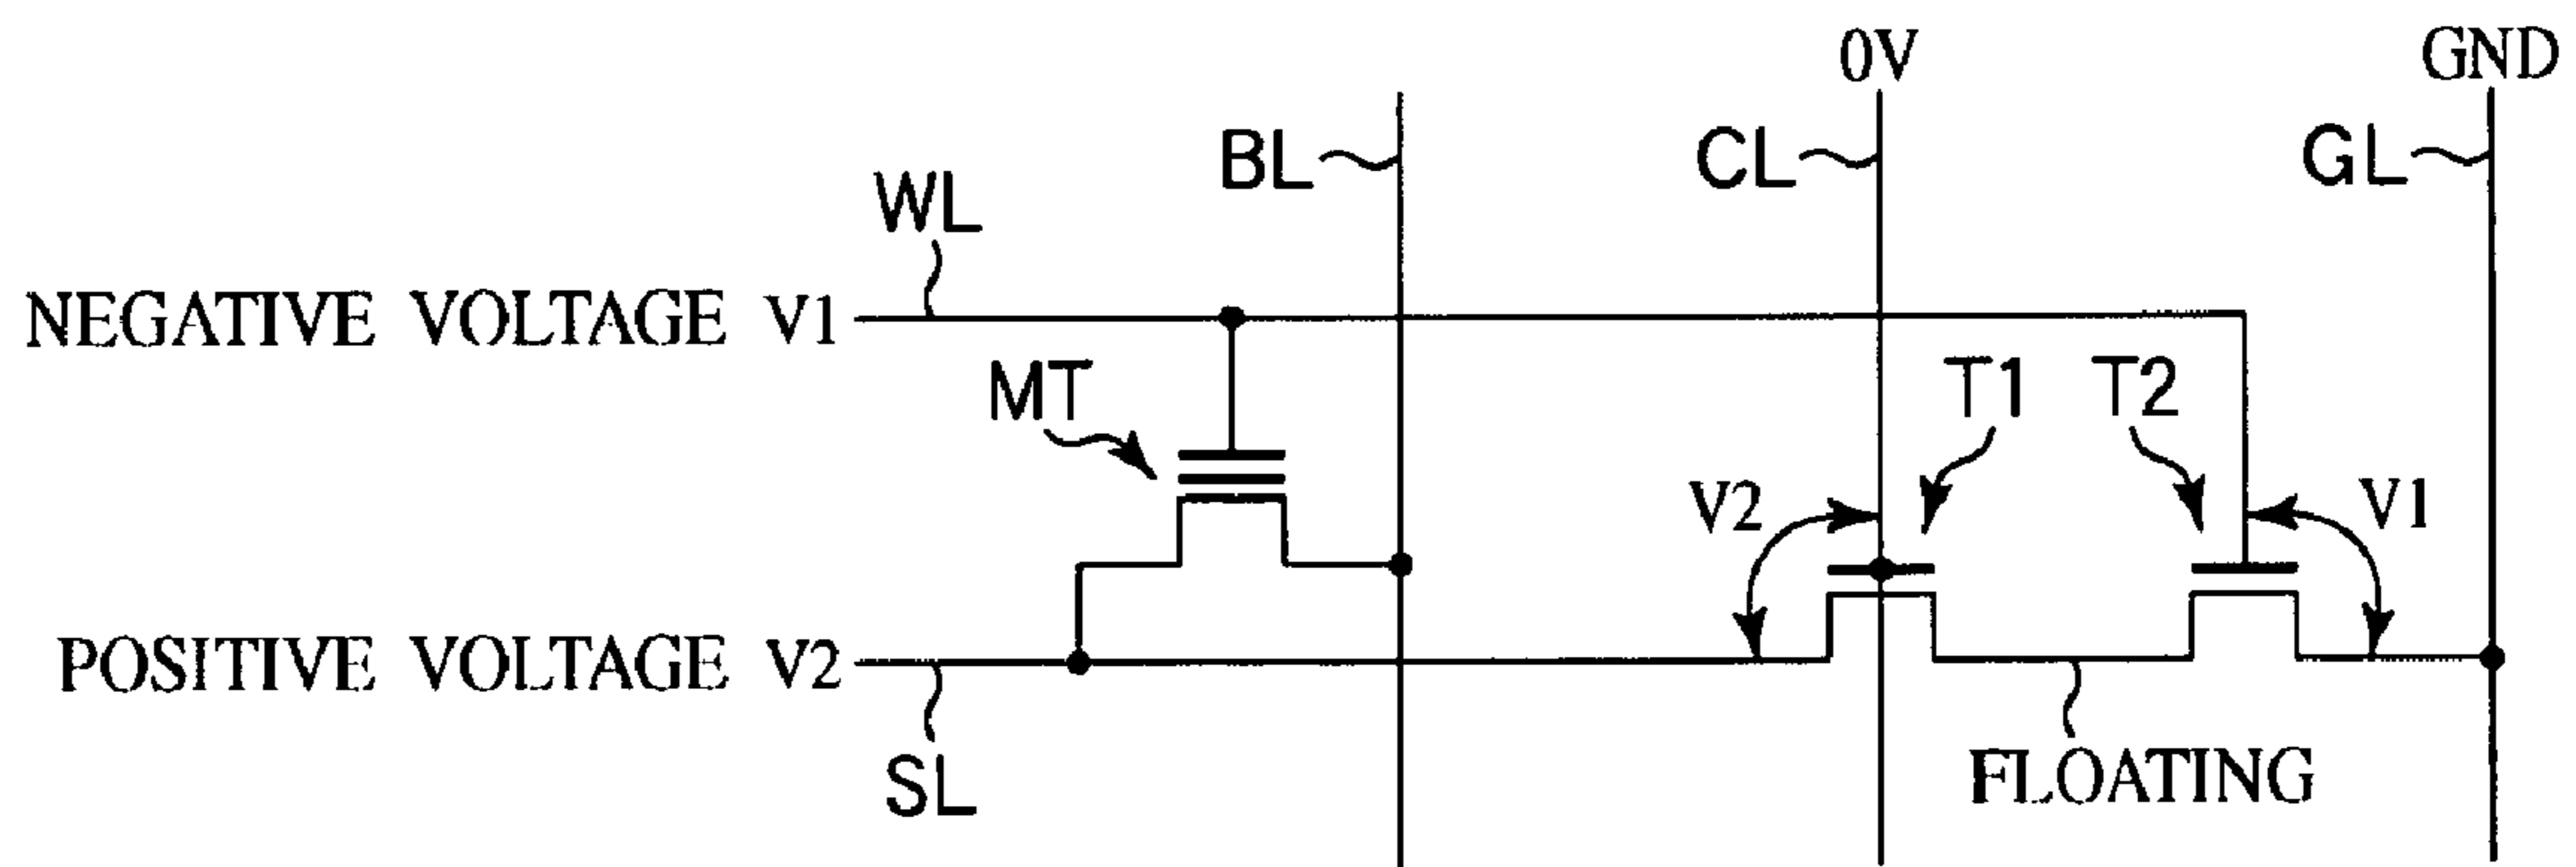 0V
GND
BL
CL
GL
WL
NEGATIVE VOLTAGE V1
MT
T1
T2
V2
V1
POSITIVE VOLTAGE V2
SL
FLOATING